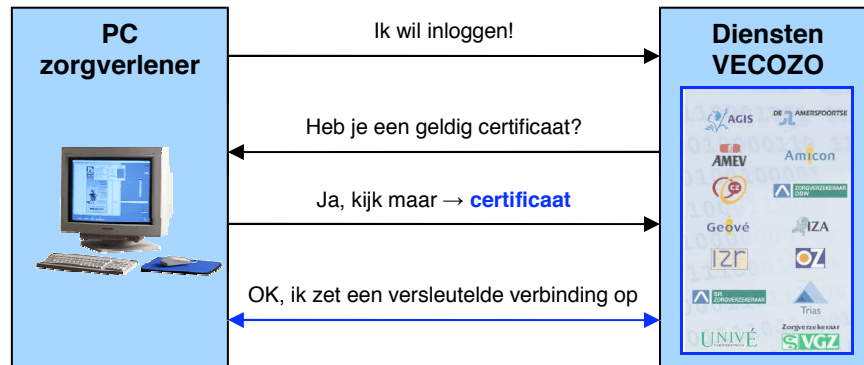 PC
zorgverlener
Ik wil inloggen!
Heb je een geldig certificaat?
Ja, kijk maar → certificaat
OK, ik zet een versleutelde verbinding op
Diensten
VECOZO
AGIS
DE AMERSFOORTSE
AMEV
Amicon
CZ
ZORGVERZEKERAAR
Geové
IZA
izr
OZ
SR
ZORGVERZEKERAAR
Trias
UNIVÉ
Zorgverzekeraar
VGZ